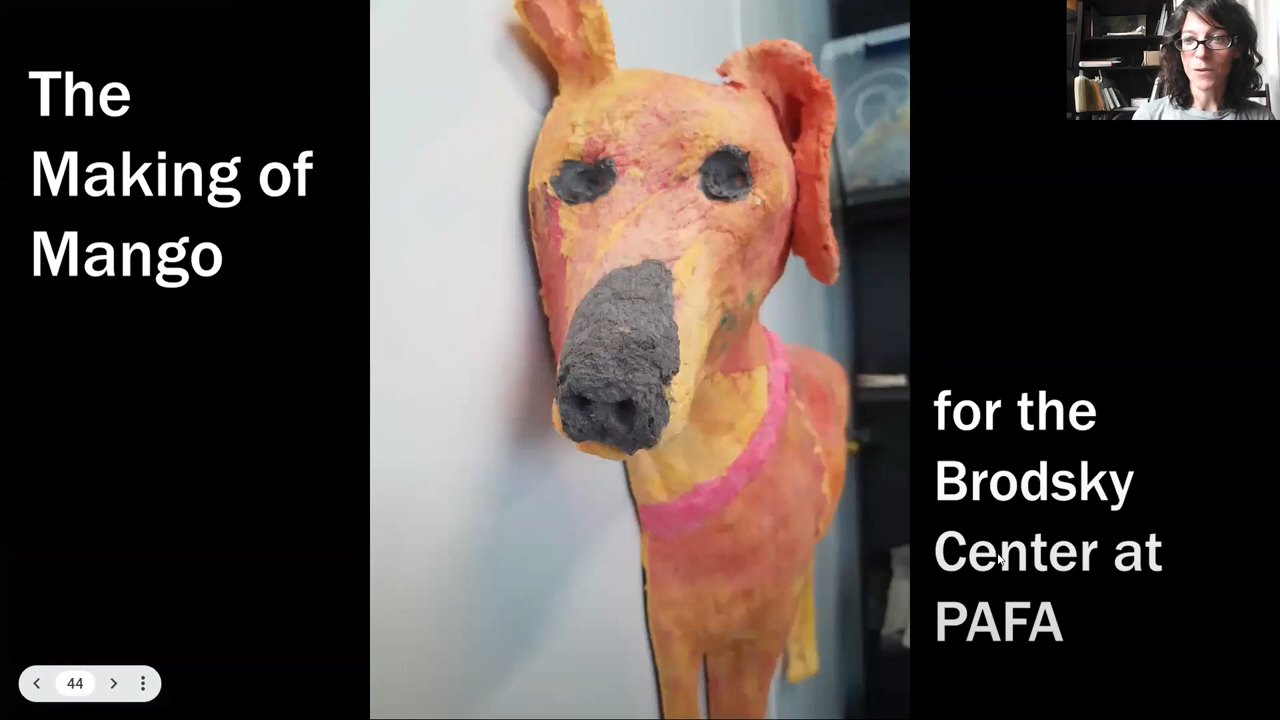 The
Making of
Mango
for the
Brodsky
Center at
PAFA
44